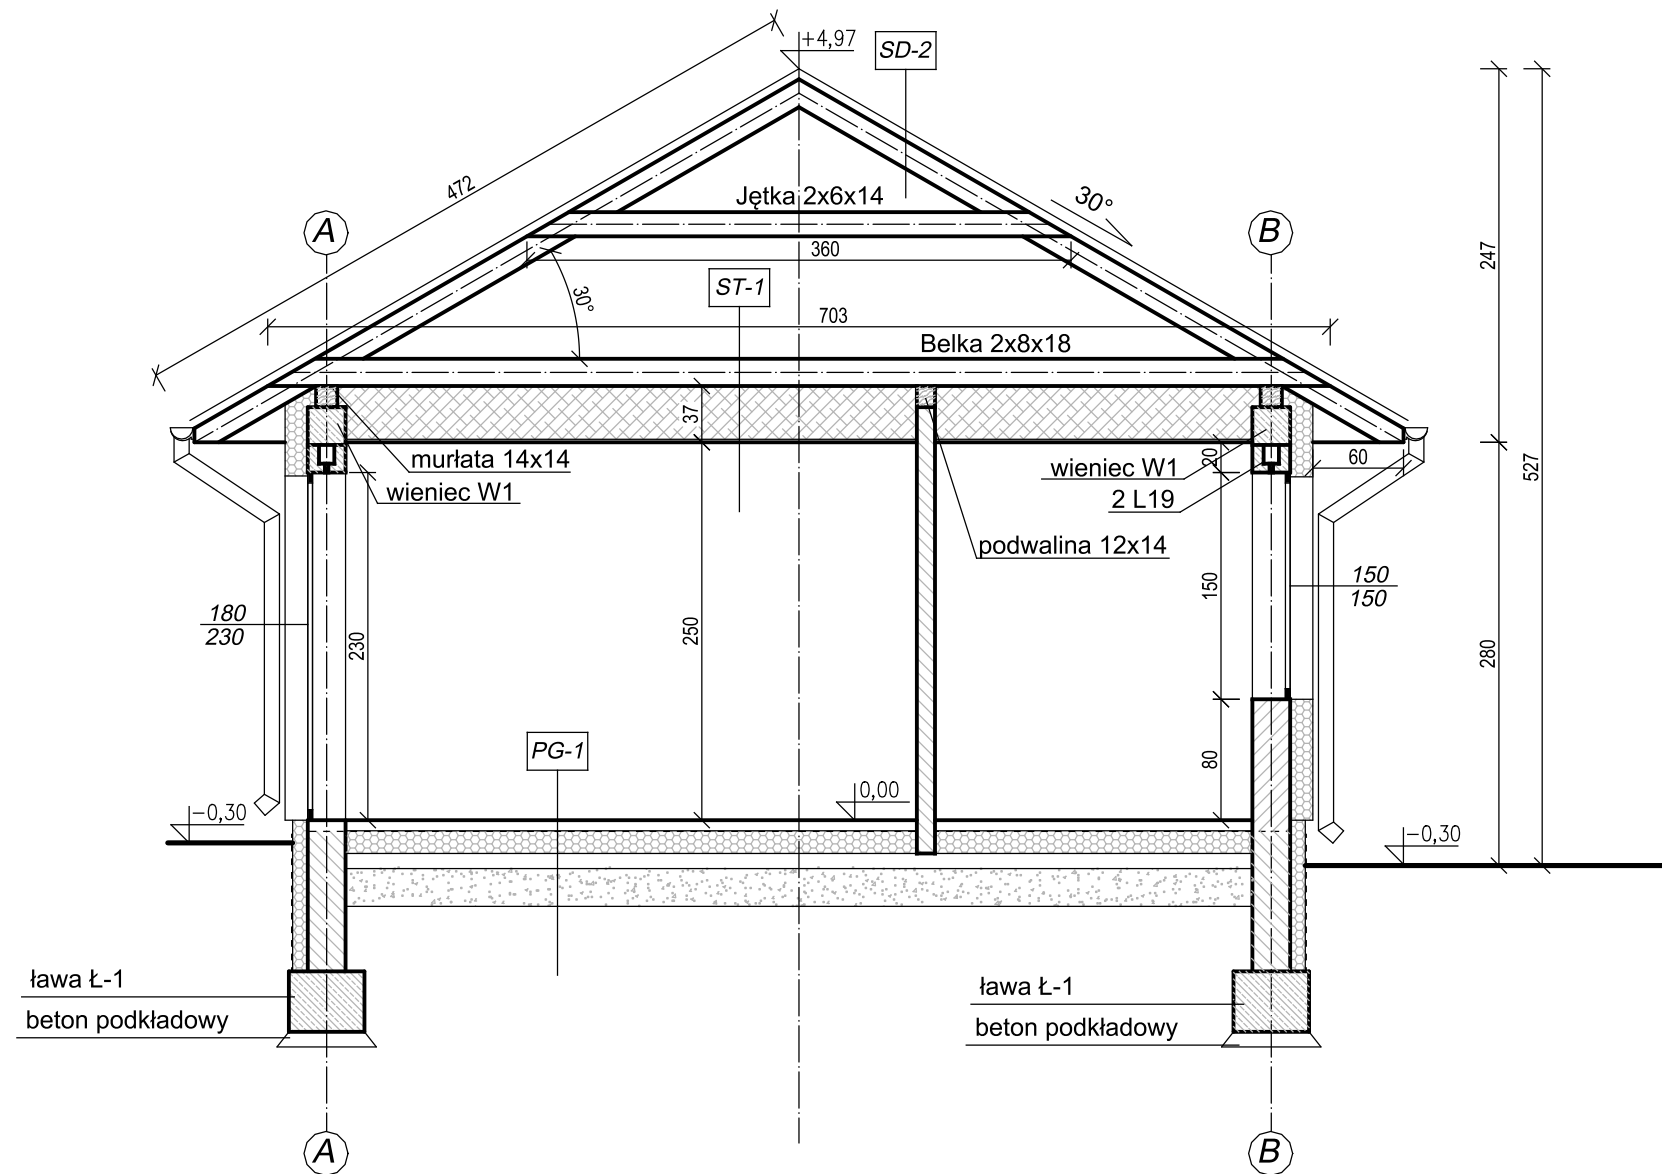 +4,97
SD-2
472
Jętka 2x6x14
30°
A
B
360
247
ST-1
30°
703
Belka 2x8x18
37
murłata 14x14
wieniec W1
wieniec W1
2 L19
20
60
527
podwalina 12x14
150
150
150
180
230
230
250
280
PG-1
80
0,00
-0,30
-0,30
ława Ł-1
beton podkładowy
ława Ł-1
beton podkładowy
A
B